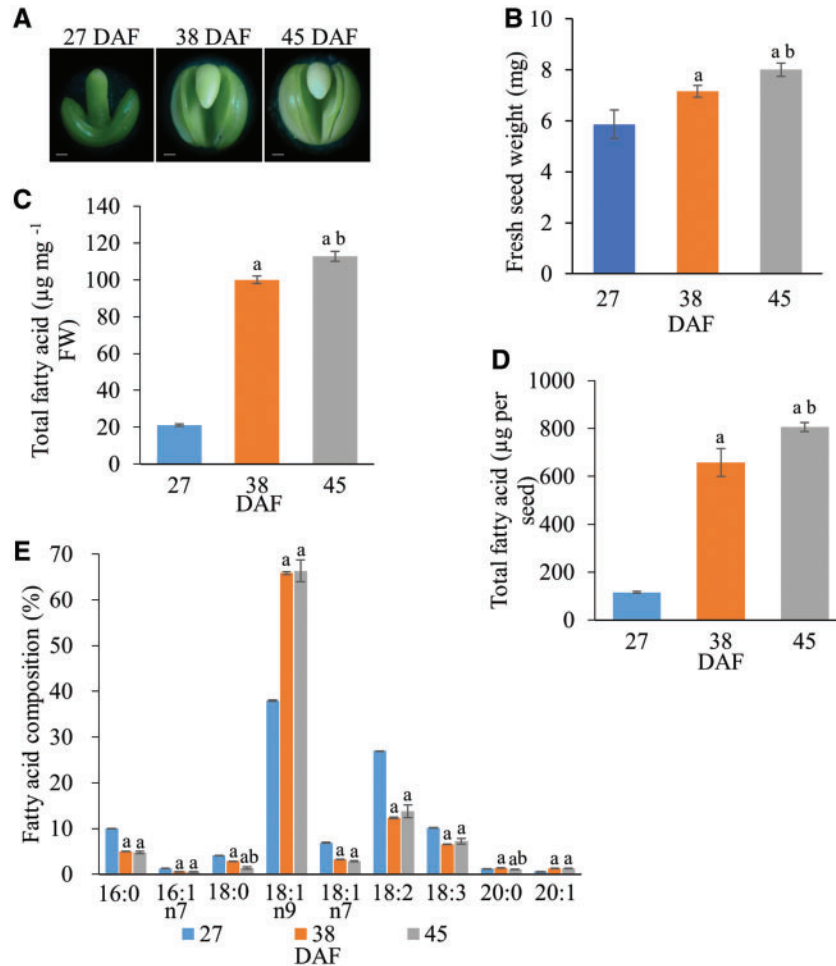 A
27 DAF 38 DAF 45 DAF
B
Fresh seed weight (mg)
10
8
6
4
2
0
a
a b
27 38 45
DAF
C
Total fatty acid (µg mg -1
FW)
140
120
100
80
60
40
20
0
a
a b
27 38 45
DAF
D
Total fatty acid (µg per
seed)
1000
800
600
400
200
0
a
a b
27 38 45
DAF
E
Fatty acid composition (%)
70
60
50
40
30
20
10
0
a a
a a
a ab
a a
a a
a a
a a
a ab
a a
16:0 16:1 18:0 18:1 18:1 18:2 18:3 20:0 20:1
n7 n9 n7
27 38 45
DAF